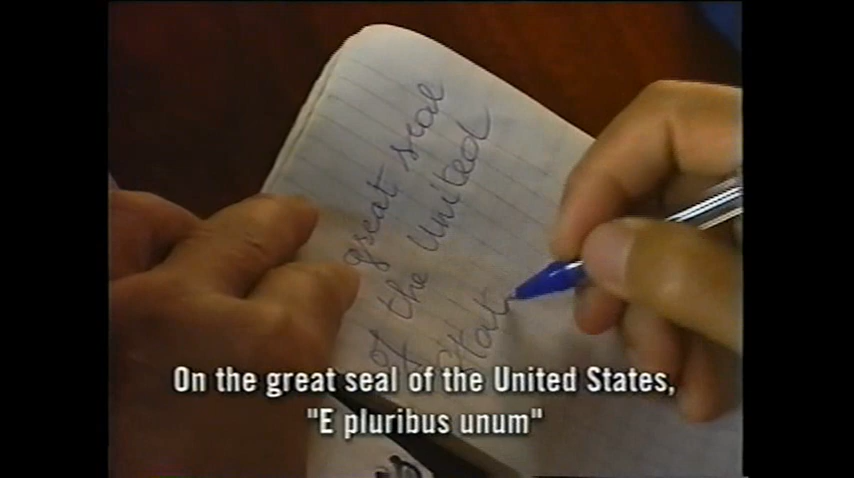 great seal
of the United
Stat
On the great seal of the United States,
"E pluribus unum"